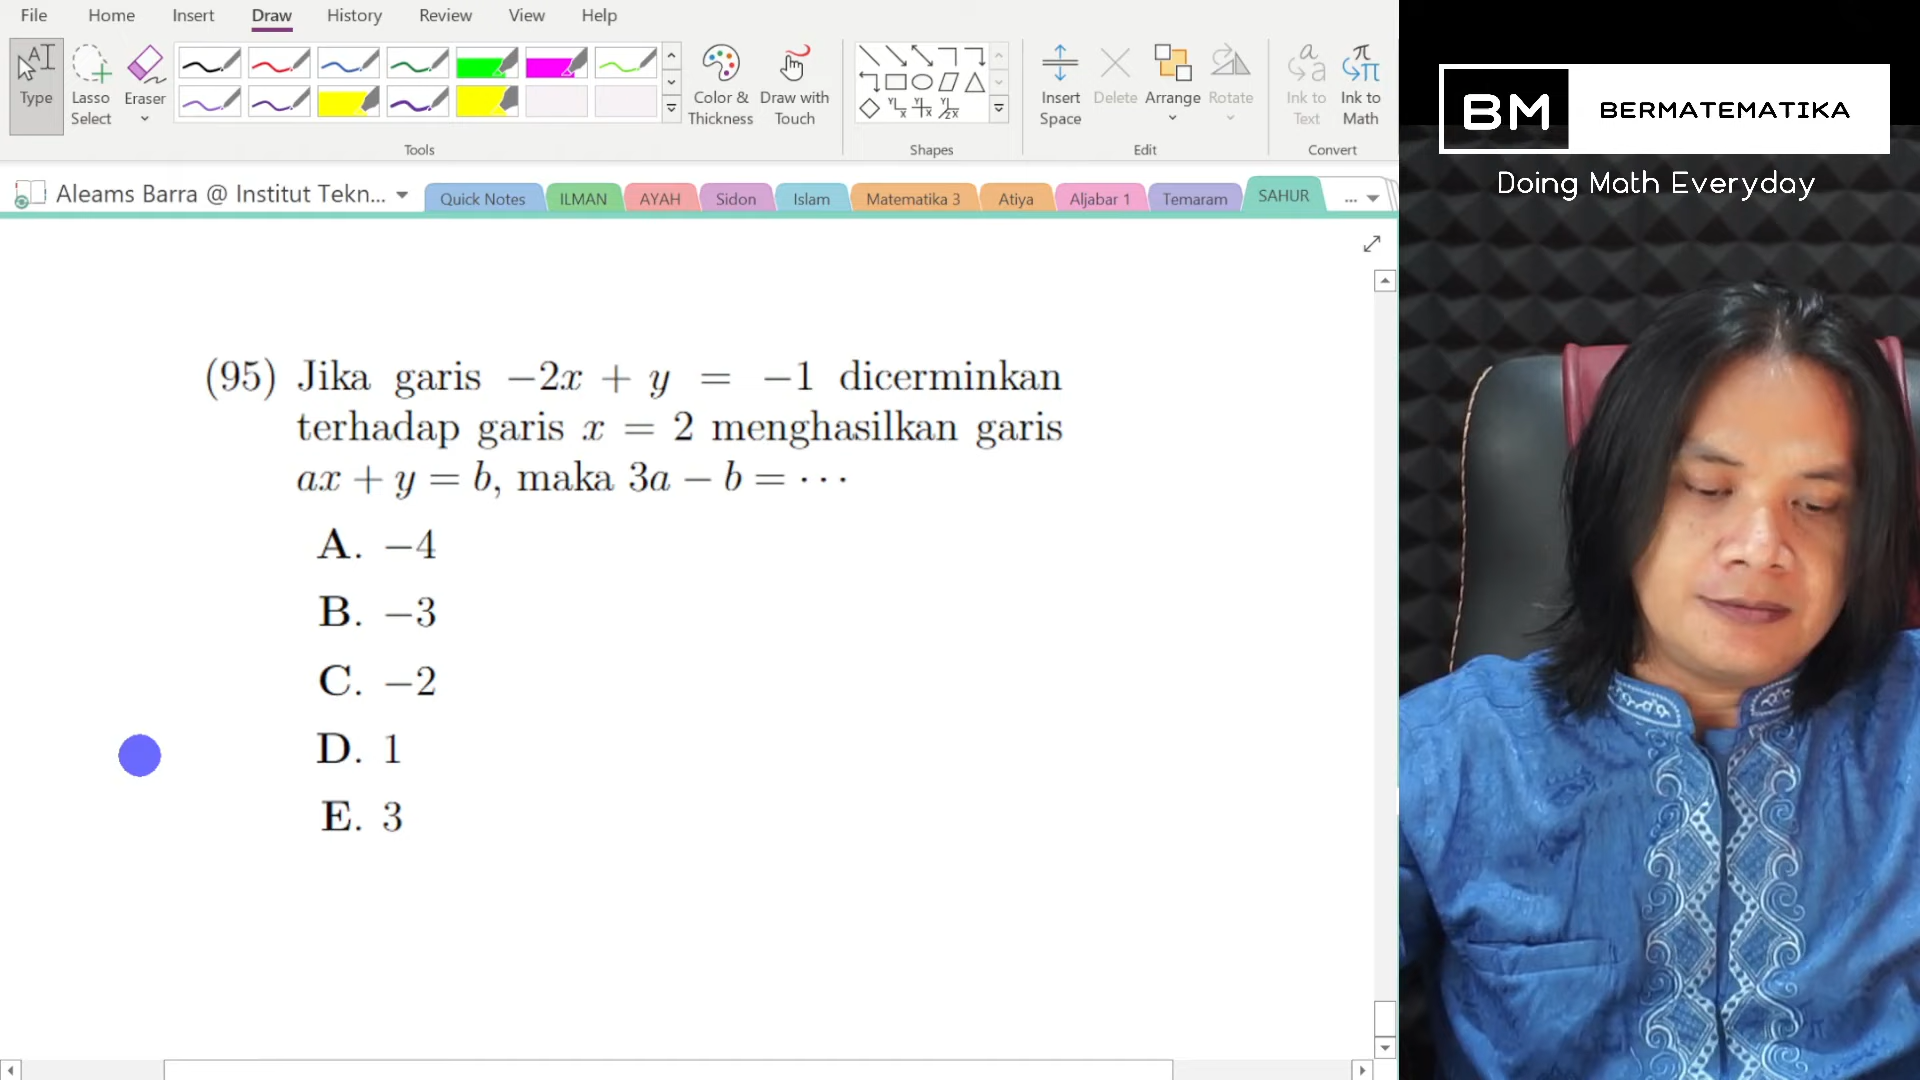 File Home Insert Draw History Review View Help
Type
Lasso
Select
Eraser
Color &
Thickness
Draw with
Touch
Insert
Space
Delete
Arrange
Rotate
Ink to
Text
Ink to
Math
Tools
Shapes
Edit
Convert
BM BERMATEMATIKA
Doing Math Everyday
Aleams Barra @ Institut Tekn...
Quick Notes ILMAN AYAH Sidon Islam Matematika 3 Atiya Aljabar 1 Temaram SAHUR ...
(95) Jika garis −2x + y = −1 dicerminkan
terhadap garis x = 2 menghasilkan garis
ax + y = b, maka 3a − b = ···
A. −4
B. −3
C. −2
D. 1
E. 3